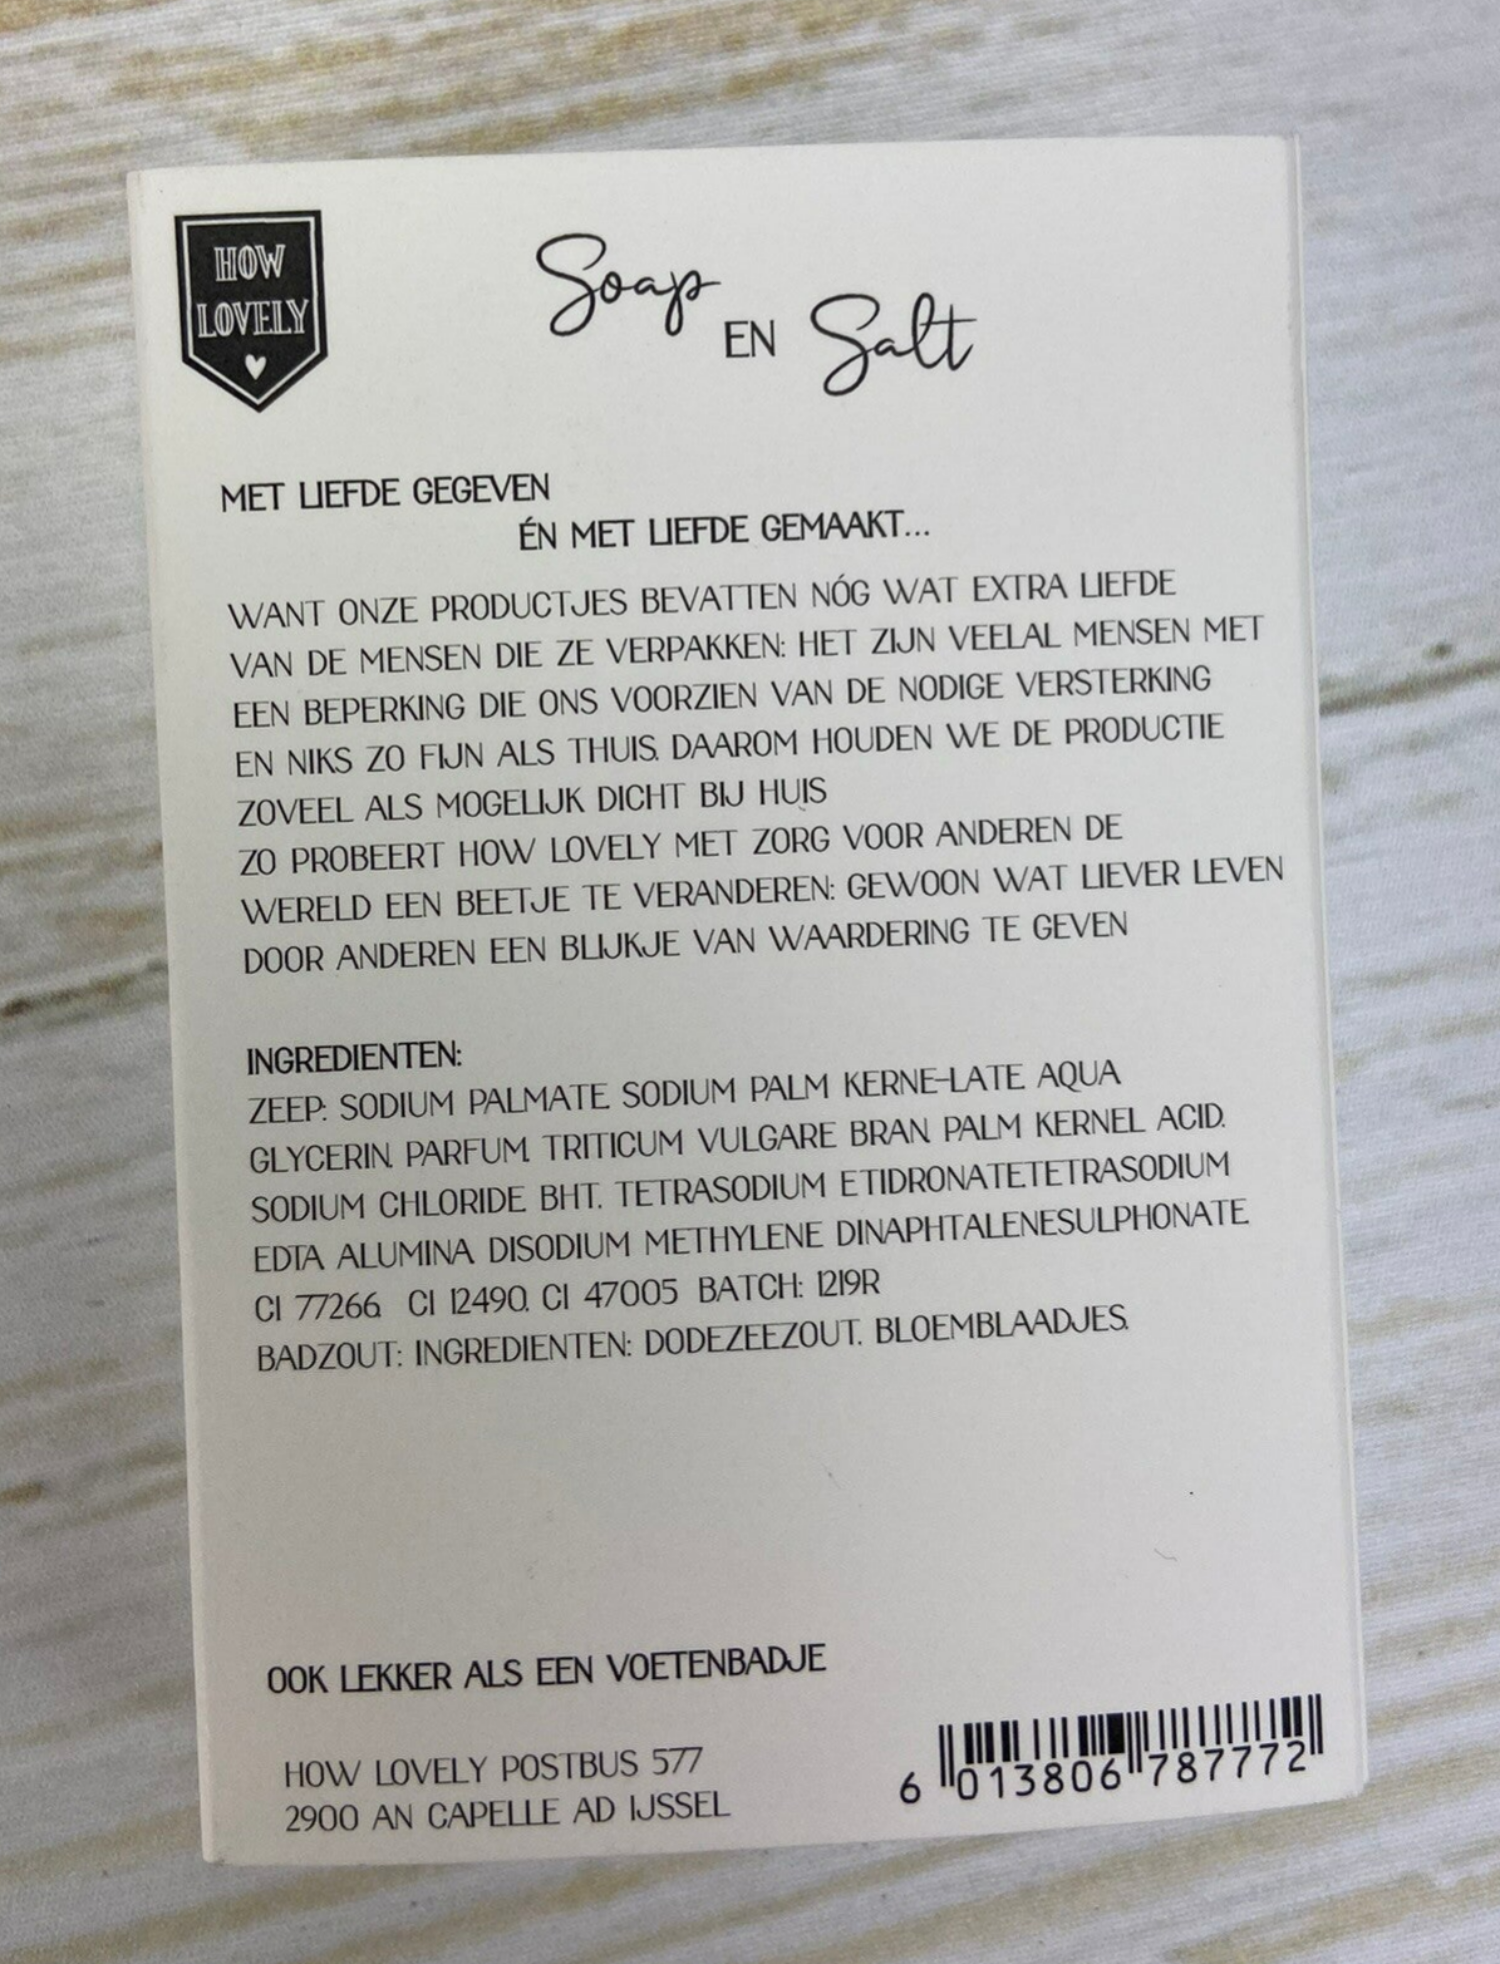 HOW
LOVELY
Soap
EN Salt
MET LIEFDE GEGEVEN
ÉN MET LIEFDE GEMAAKT...
WANT ONZE PRODUCTJES BEVATTEN NÓG WAT EXTRA LIEFDE
VAN DE MENSEN DIE ZE VERPAKKEN: HET ZIJN VEELAL MENSEN MET
EEN BEPERKING DIE ONS VOORZIEN VAN DE NODIGE VERSTERKING
EN NIKS ZO FIJN ALS THUIS. DAAROM HOUDEN WE DE PRODUCTIE
ZOVEEL ALS MOGELIJK DICHT BIJ HUIS
ZO PROBEERT HOW LOVELY MET ZORG VOOR ANDEREN DE
WERELD EEN BEETJE TE VERANDEREN: GEWOON WAT LIEVER LEVEN
DOOR ANDEREN EEN BLIJKJE VAN WAARDERING TE GEVEN
INGREDIENTEN:
ZEEP: SODIUM PALMATE. SODIUM PALM KERNE-LATE. AQUA
GLYCERIN. PARFUM. TRITICUM VULGARE BRAN. PALM KERNEL ACID.
SODIUM CHLORIDE. BHT. TETRASODIUM ETIDRONATETETRASODIUM
EDTA. ALUMINA. DISODIUM METHYLENE DINAPHTALENESULPHONATE.
CI 77266. CI 12490. CI 47005 BATCH: 1219R
BADZOUT: INGREDIENTEN: DODEZEEZOUT. BLOEMBLAADJES.
OOK LEKKER ALS EEN VOETENBADJE
HOW LOVELY POSTBUS 577
2900 AN CAPELLE AD IJSSEL
6 013806 787772